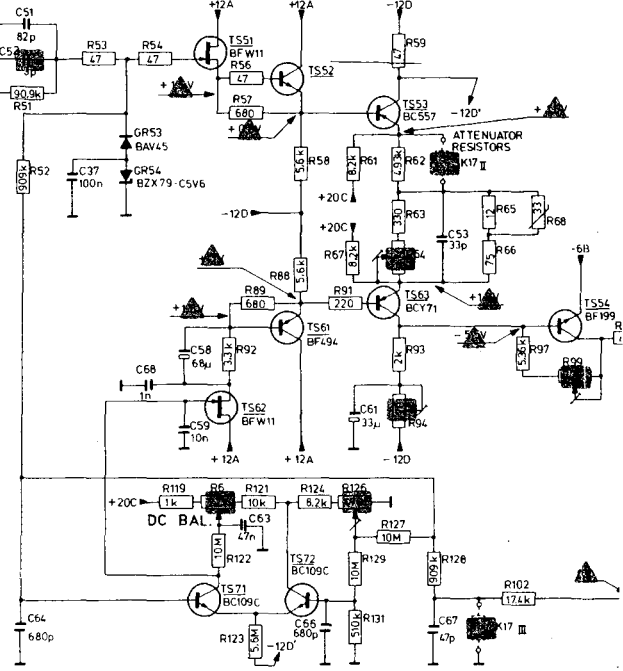 C51
82p
+12A
+12A
-12D
R53
47
R54
47
TS51
BFW11
R56
47
TS52
R59
47
90.9k
R51
R57
680
TS53
BC557
-12D'
GR53
BAV45
GR54
BZX79-C5V6
R52
909k
C37
100n
R58
5.6k
R61
8.2k
R62
4.93k
ATTENUATOR
RESISTORS
K17 II
+20C
-12D
+20C
R63
330
C53
33p
R65
12
33
R68
R66
75
R67
8.2k
R88
5.6k
-6B
R89
680
R91
220
TS63
BCY71
TS54
BF199
TS61
BF494
C58
68µ
R92
3.3k
R93
2k
R97
5.36k
R99
C68
1n
TS62
BFW11
C59
10n
C61
33µ
R94
+12A
+12A
-12D
+20C
R119
1k
R6
R121
10k
R124
8.2k
R126
DC BAL.
C63
47n
R127
10M
R122
10M
TS72
BC109C
R129
10M
R128
909k
TS71
BC109C
R102
17.4k
C64
680p
R123
5.6M
-12D'
C66
680p
R131
510k
C67
47p
K17 III